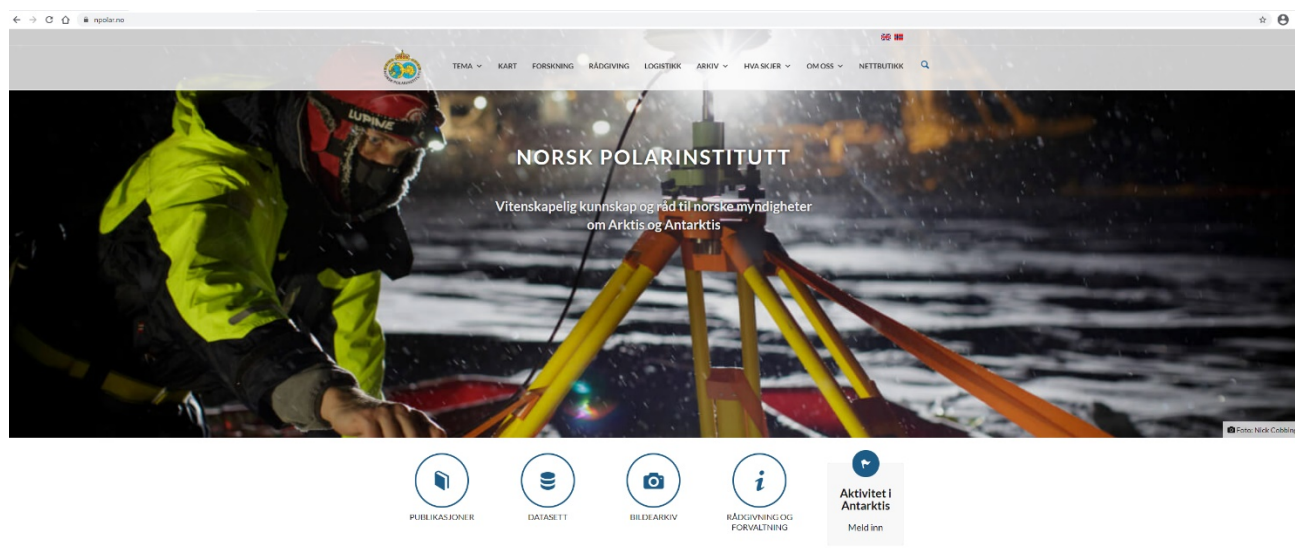 npolar.no
TEMA KART FORSKNING RÅDGIVING LOGISTIKK ARKIV HVA SKJER OM OSS NETTBUTIKK
LUPINE
NORSK POLARINSTITUTT
Vitenskapelig kunnskap og råd til norske myndigheter
om Arktis og Antarktis
Foto: Nick Cobbing
PUBLIKASJONER
DATASETT
BILDEARKIV
RÅDGIVNING OG
FORVALTNING
Aktivitet i
Antarktis
Meld inn